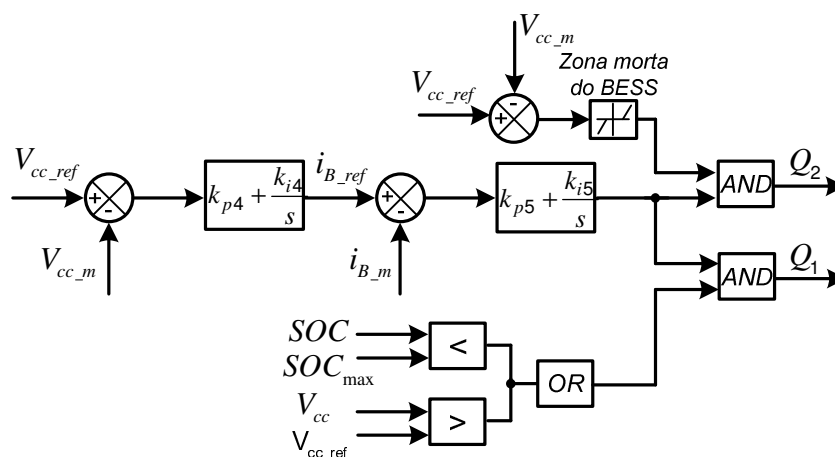 V_cc_m
Zona morta
do BESS
V_cc_ref
-
+
V_cc_ref
+
-
V_cc_m
k_p4 + k_i4/s
i_B_ref
+
-
i_B_m
k_p5 + k_i5/s
AND
Q_2
AND
Q_1
SOC
SOC_max
<
OR
V_cc
V_cc_ref
>